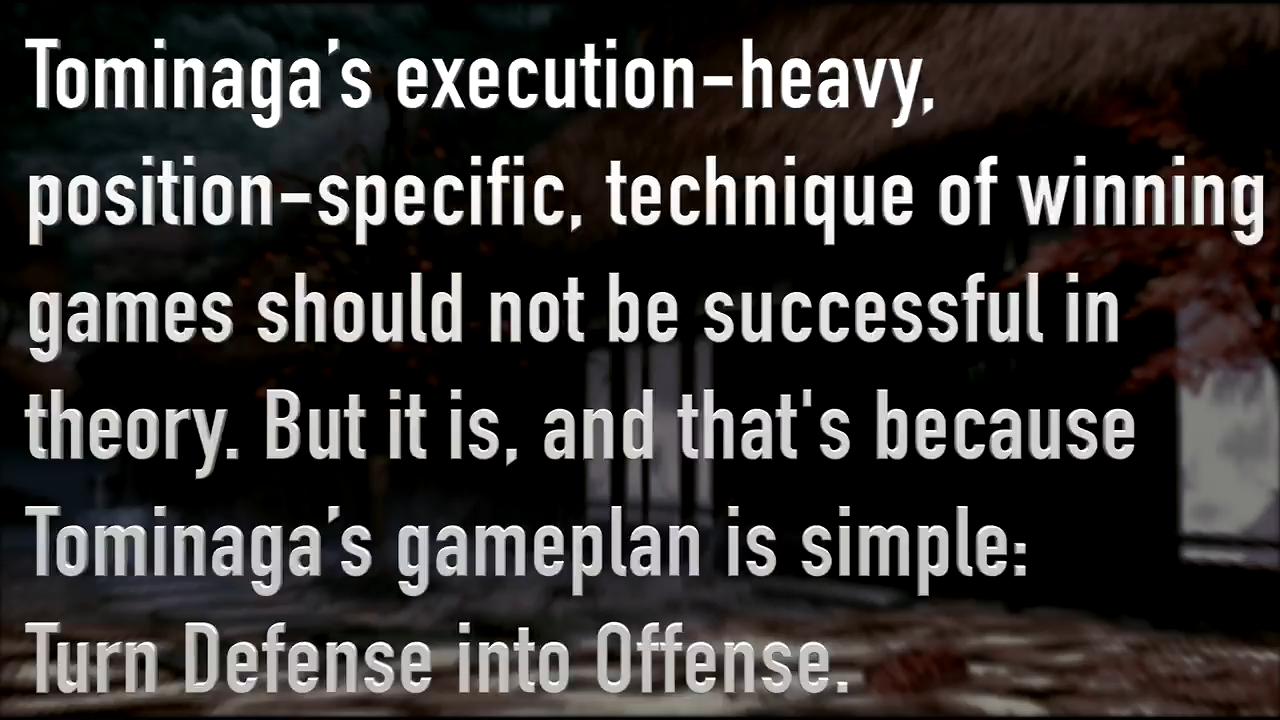 Tominaga’s execution-heavy,
position-specific, technique of winning
games should not be successful in
theory. But it is, and that's because
Tominaga’s gameplan is simple:
Turn Defense into Offense.